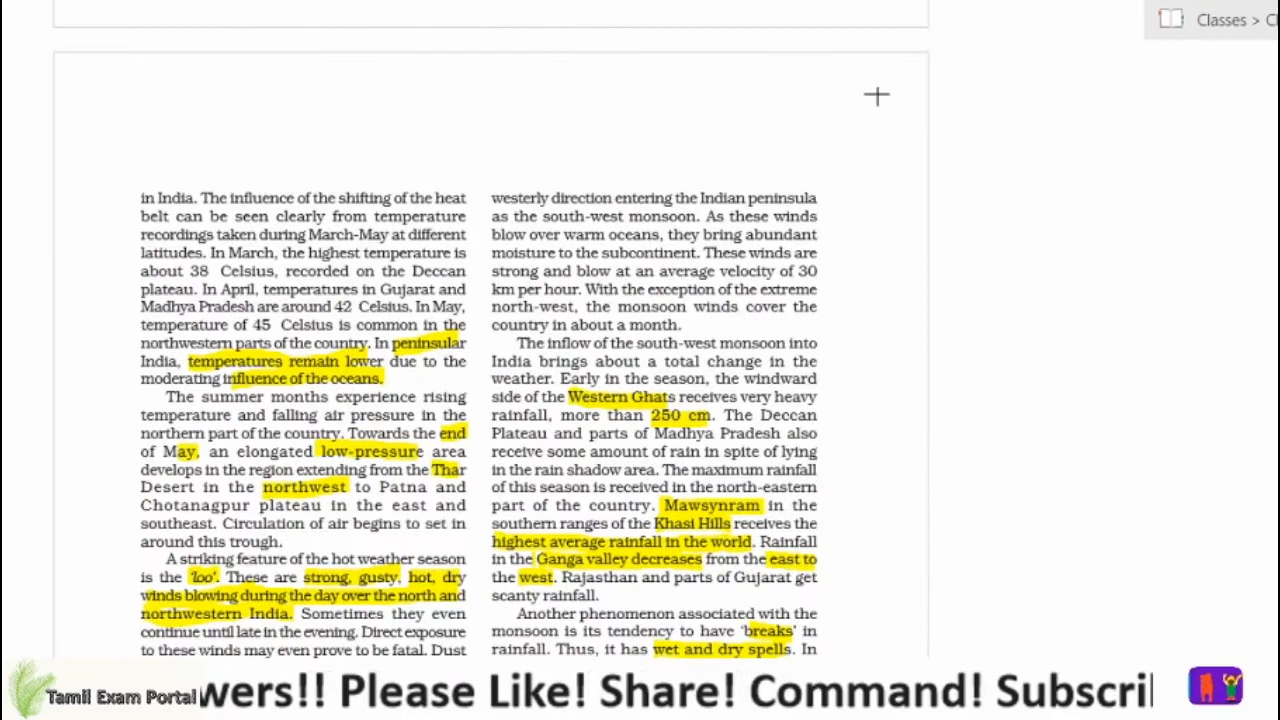 Classes > Cl
in India. The influence of the shifting of the heat
belt can be seen clearly from temperature
recordings taken during March-May at different
latitudes. In March, the highest temperature is
about 38 Celsius, recorded on the Deccan
plateau. In April, temperatures in Gujarat and
Madhya Pradesh are around 42 Celsius. In May,
temperature of 45 Celsius is common in the
northwestern parts of the country. In peninsular
India, temperatures remain lower due to the
moderating influence of the oceans.
The summer months experience rising
temperature and falling air pressure in the
northern part of the country. Towards the end
of May, an elongated low-pressure area
develops in the region extending from the Thar
Desert in the northwest to Patna and
Chotanagpur plateau in the east and
southeast. Circulation of air begins to set in
around this trough.
A striking feature of the hot weather season
is the 'loo'. These are strong, gusty, hot, dry
winds blowing during the day over the north and
northwestern India. Sometimes they even
continue until late in the evening. Direct exposure
to these winds may even prove to be fatal. Dust
westerly direction entering the Indian peninsula
as the south-west monsoon. As these winds
blow over warm oceans, they bring abundant
moisture to the subcontinent. These winds are
strong and blow at an average velocity of 30
km per hour. With the exception of the extreme
north-west, the monsoon winds cover the
country in about a month.
The inflow of the south-west monsoon into
India brings about a total change in the
weather. Early in the season, the windward
side of the Western Ghats receives very heavy
rainfall, more than 250 cm. The Deccan
Plateau and parts of Madhya Pradesh also
receive some amount of rain in spite of lying
in the rain shadow area. The maximum rainfall
of this season is received in the north-eastern
part of the country. Mawsynram in the
southern ranges of the Khasi Hills receives the
highest average rainfall in the world. Rainfall
in the Ganga valley decreases from the east to
the west. Rajasthan and parts of Gujarat get
scanty rainfall.
Another phenomenon associated with the
monsoon is its tendency to have 'breaks' in
rainfall. Thus, it has wet and dry spells. In
Tamil Exam Portal
wers!! Please Like! Share! Command! Subscri